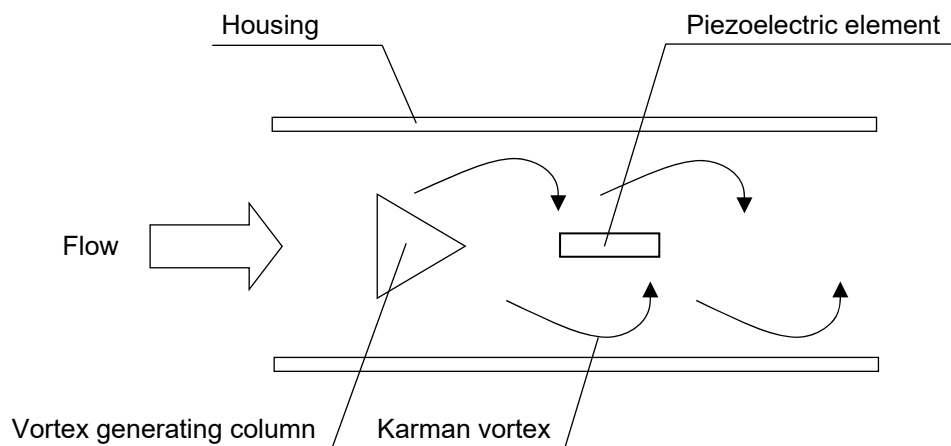 Housing
Piezoelectric element
Flow
Vortex generating column
Karman vortex